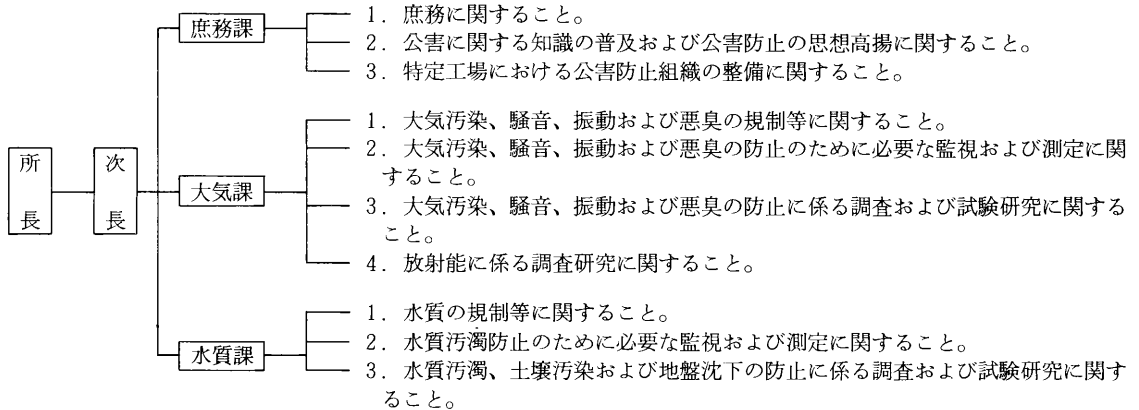 所長
次長
庶務課
1. 庶務に関すること。
2. 公害に関する知識の普及および公害防止の思想高揚に関すること。
3. 特定工場における公害防止組織の整備に関すること。
大気課
1. 大気汚染、騒音、振動および悪臭の規制等に関すること。
2. 大気汚染、騒音、振動および悪臭の防止のために必要な監視および測定に関
すること。
3. 大気汚染、騒音、振動および悪臭の防止に係る調査および試験研究に関する
こと。
4. 放射能に係る調査研究に関すること。
水質課
1. 水質の規制等に関すること。
2. 水質汚濁防止のために必要な監視および測定に関すること。
3. 水質汚濁、土壌汚染および地盤沈下の防止に係る調査および試験研究に関す
ること。